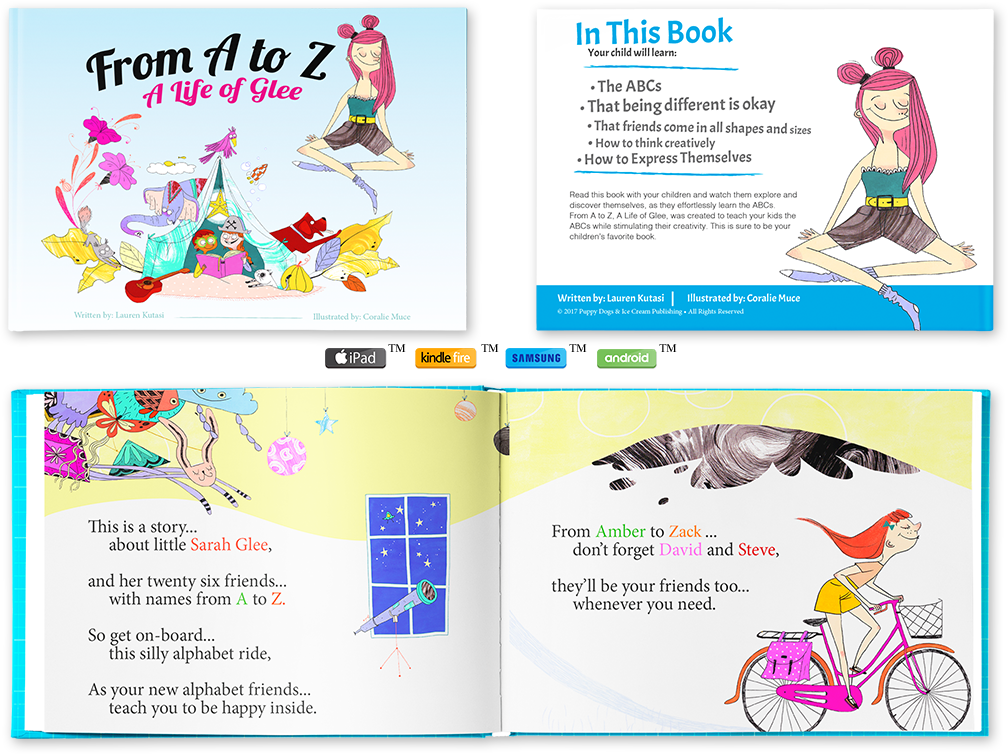 From A to Z
A Life of Glee
Written by: Lauren Kutasi
Illustrated by: Coralie Muce
In This Book
Your child will learn:
• The ABCs
• That being different is okay
• That friends come in all shapes and sizes
• How to think creatively
• How to Express Themselves
Read this book with your children and watch them explore and
discover themselves, as they effortlessly learn the ABCs.
From A to Z, A Life of Glee, was created to teach your kids the
ABCs while stimulating their creativity. This is sure to be your
children's favorite book.
Written by: Lauren Kutasi | Illustrated by: Coralie Muce
© 2017 Puppy Dogs & Ice Cream Publishing • All Rights Reserved
iPad TM kindle fire TM SAMSUNG TM android TM
This is a story...
about little Sarah Glee,
and her twenty six friends...
with names from A to Z.
So get on-board...
this silly alphabet ride,
As your new alphabet friends...
teach you to be happy inside.
From Amber to Zack ...
don't forget David and Steve,
they'll be your friends too...
whenever you need.